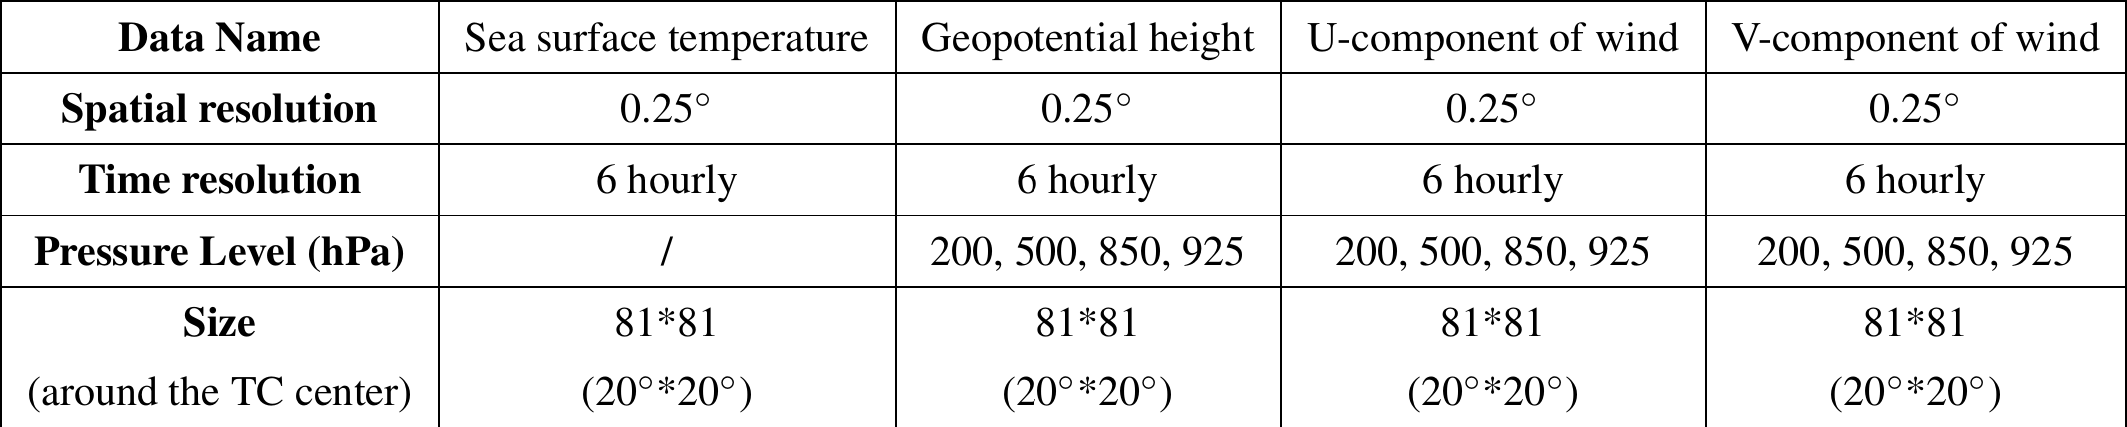 Data Name Sea surface temperature Geopotential height U-component of wind V-component of wind
Spatial resolution 0.25° 0.25° 0.25° 0.25°
Time resolution 6 hourly 6 hourly 6 hourly 6 hourly
Pressure Level (hPa) / 200, 500, 850, 925 200, 500, 850, 925 200, 500, 850, 925
Size 81*81 81*81 81*81 81*81
(around the TC center) (20°*20°) (20°*20°) (20°*20°) (20°*20°)